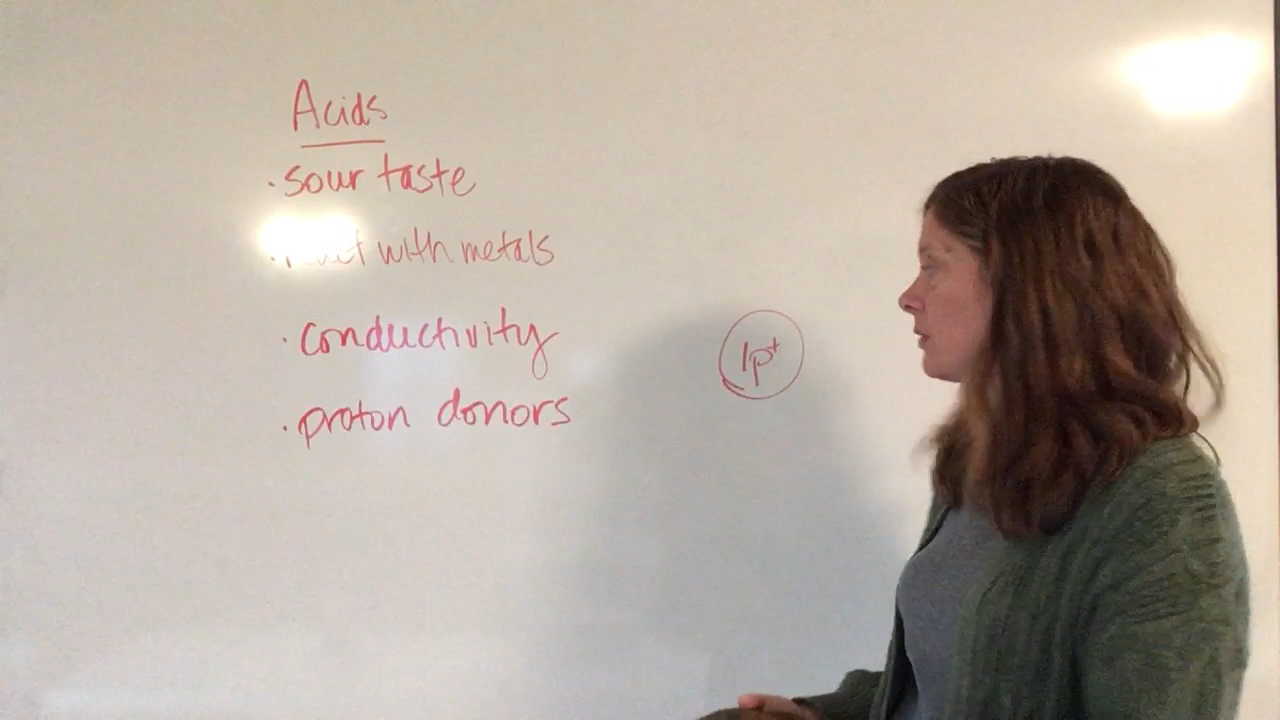 Acids
· sour taste
· with metals
· conductivity
· proton donors
1p⁺